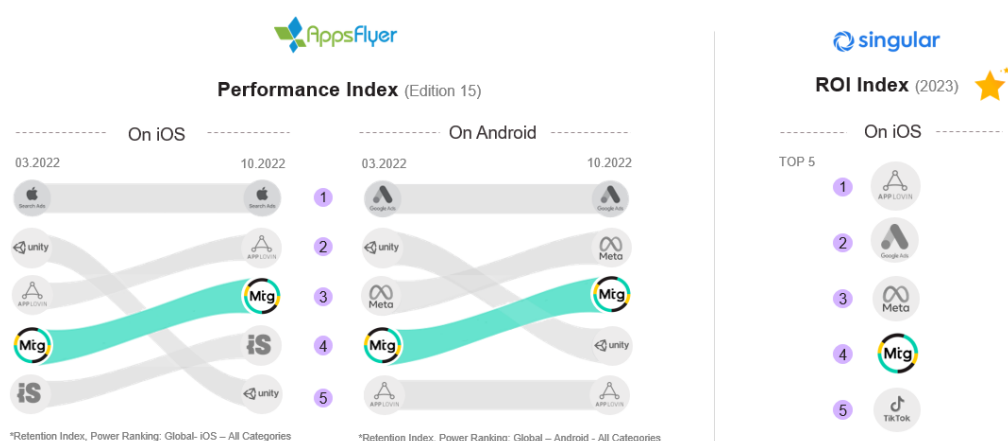 AppsFlyer
Performance Index (Edition 15)
On iOS
03.2022
10.2022
Search Ads
Search Ads
unity
APPLOVIN
APPLOVIN
Mtg
Mtg
iS
iS
unity
1
2
3
4
5
*Retention Index, Power Ranking: Global- iOS – All Categories
On Android
03.2022
10.2022
Google Ads
Google Ads
unity
Meta
Meta
Mtg
Mtg
unity
APPLOVIN
APPLOVIN
*Retention Index, Power Ranking: Global – Android - All Categories
singular
ROI Index (2023)
On iOS
TOP 5
1
APPLOVIN
2
Google Ads
3
Meta
4
Mtg
5
TikTok